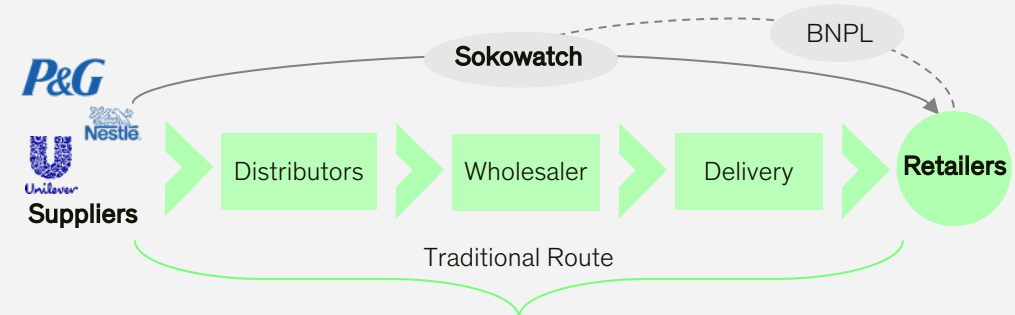 BNPL
Sokowatch
P&G
Nestlé
Unilever
Suppliers
Distributors
Wholesaler
Delivery
Retailers
Traditional Route